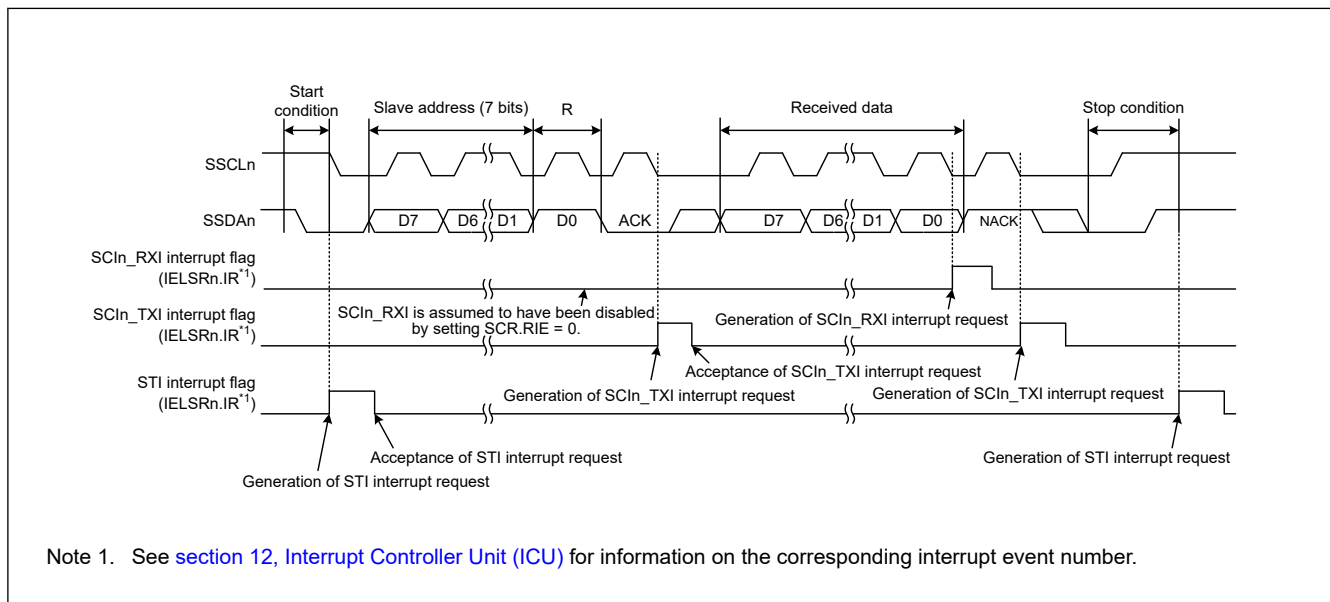 Start
condition
Slave address (7 bits)
R
Received data
Stop condition
SSCLn
SSDAn
D7
D6
D1
D0
ACK
D7
D6
D1
D0
NACK
SCIn_RXI interrupt flag
(IELSRn.IR*1)
SCIn_RXI is assumed to have been disabled
by setting SCR.RIE = 0.
Generation of SCIn_RXI interrupt request
SCIn_TXI interrupt flag
(IELSRn.IR*1)
Acceptance of SCIn_TXI interrupt request
Generation of SCIn_TXI interrupt request
Generation of SCIn_TXI interrupt request
STI interrupt flag
(IELSRn.IR*1)
Acceptance of STI interrupt request
Generation of STI interrupt request
Generation of STI interrupt request
Note 1. See section 12, Interrupt Controller Unit (ICU) for information on the corresponding interrupt event number.